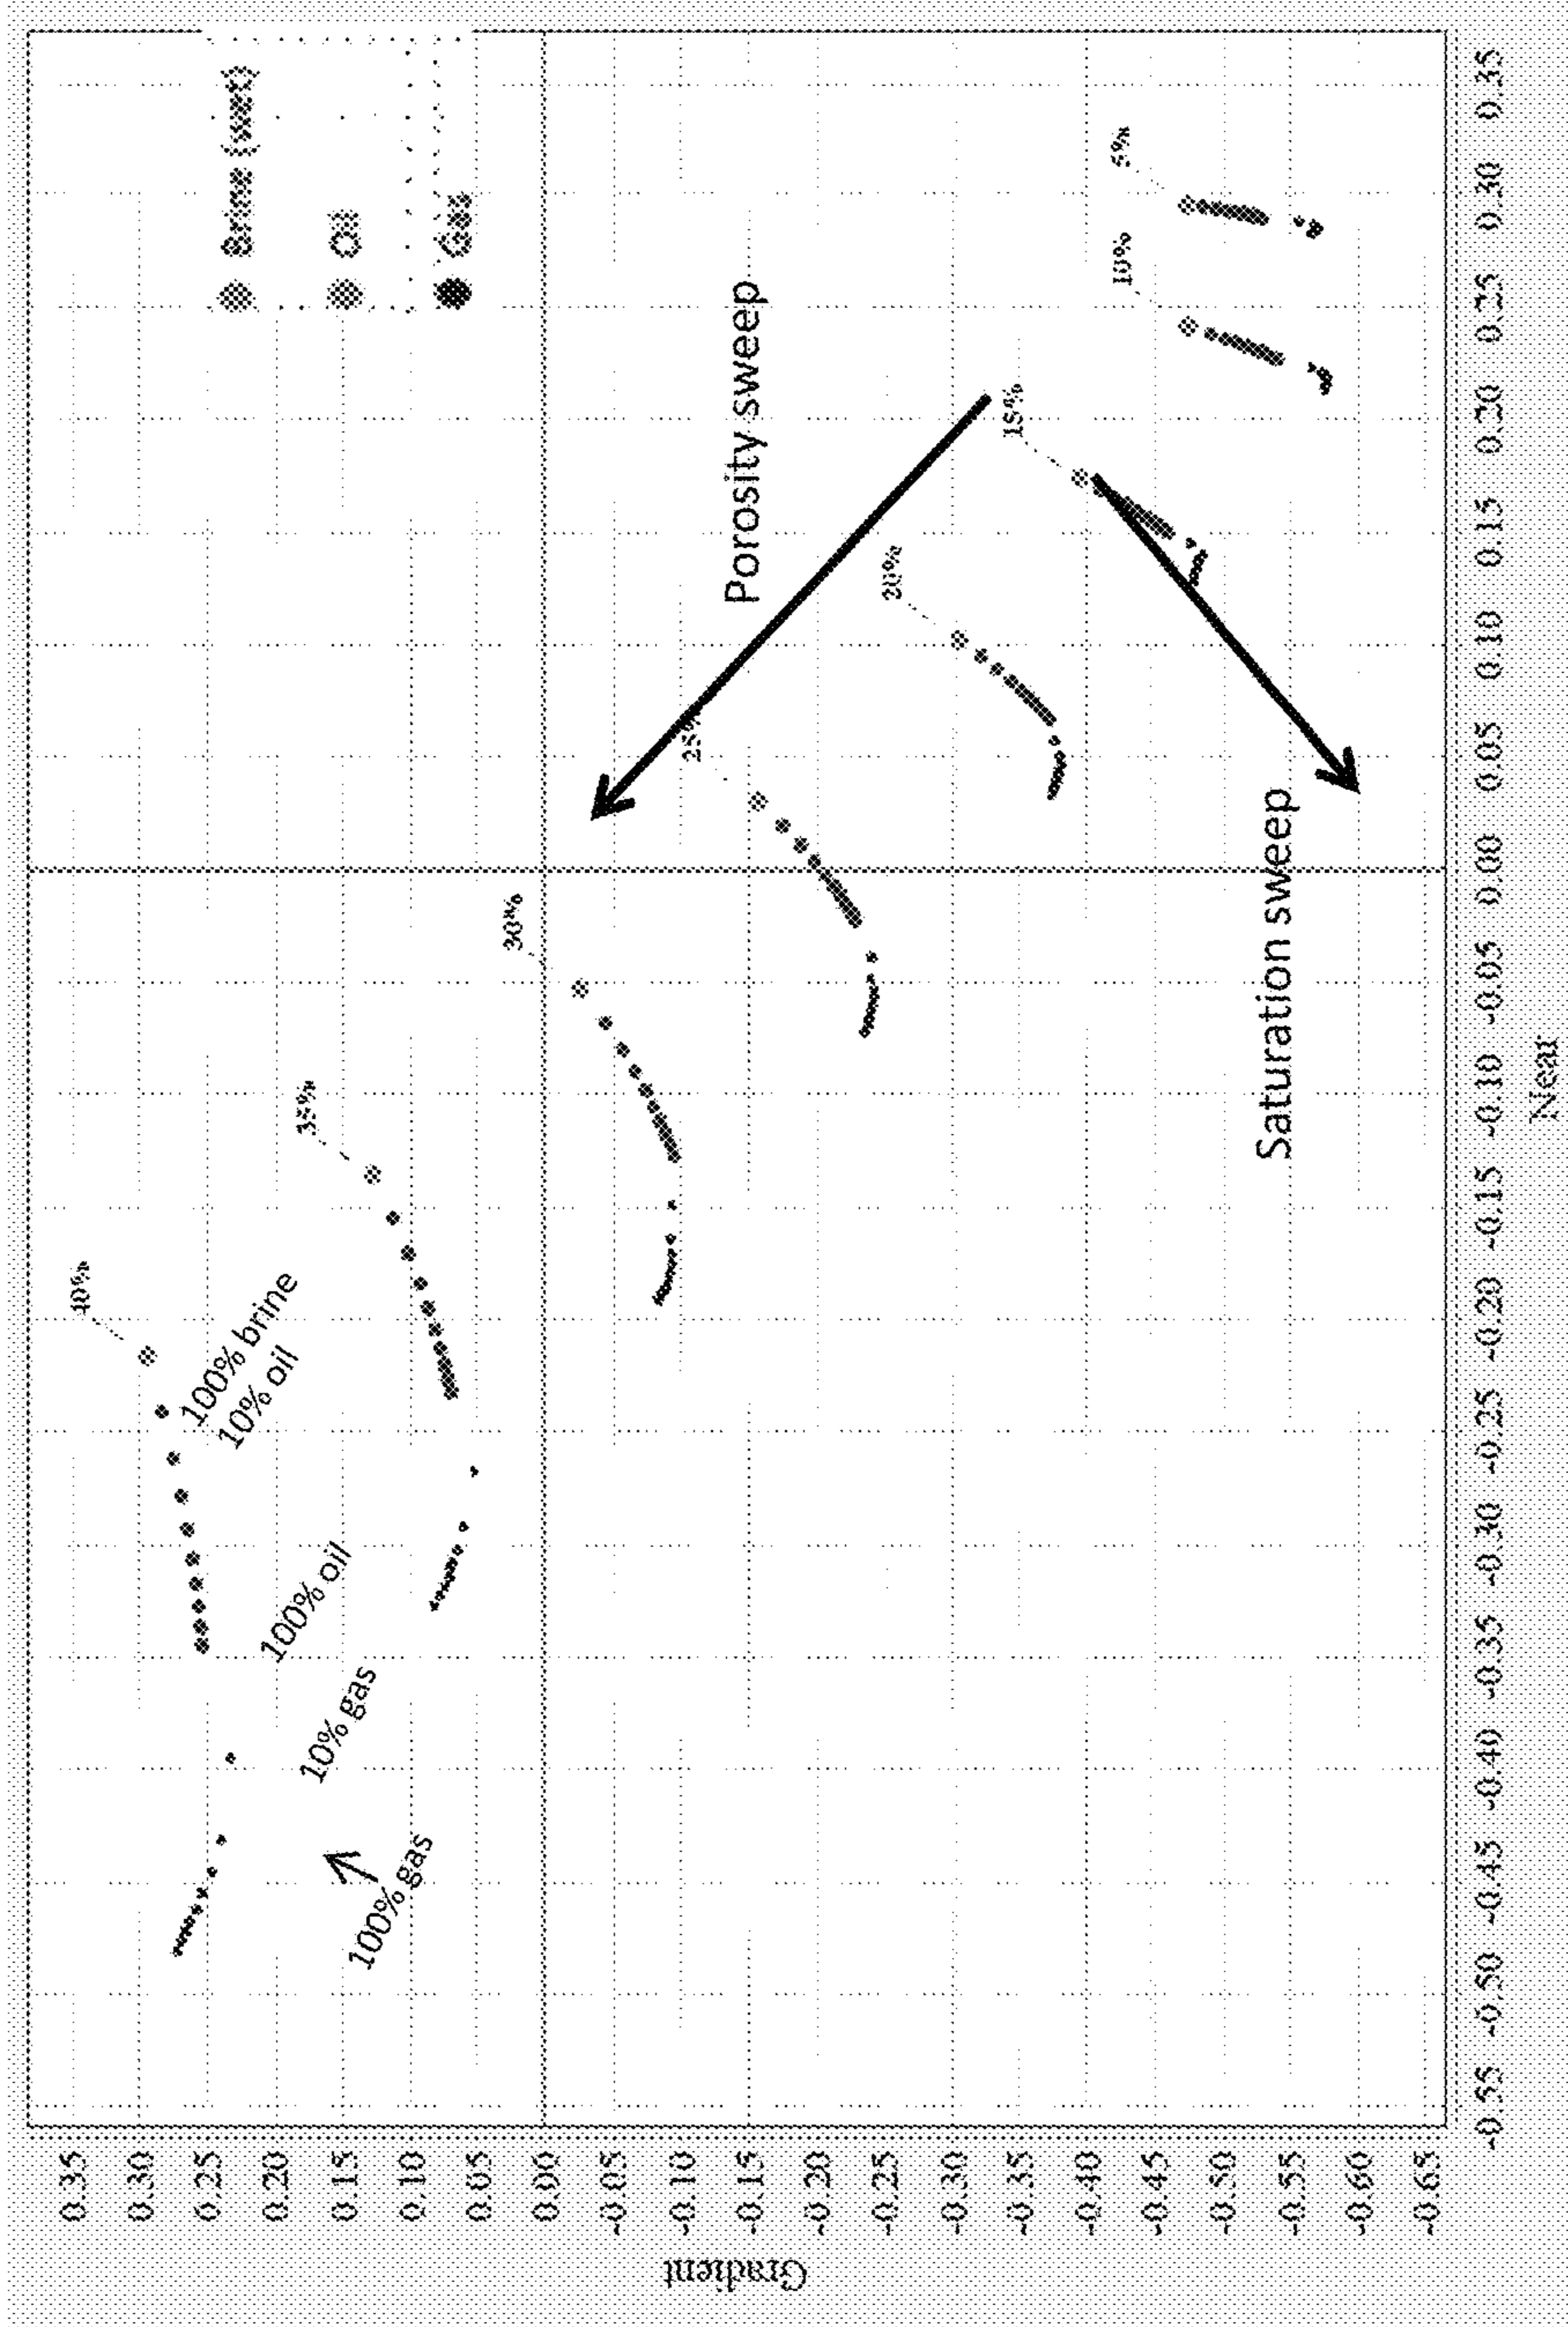 Gradient
0.35
0.30
0.25
0.20
0.15
0.10
0.05
0.00
-0.05
-0.10
-0.15
-0.20
-0.25
-0.30
-0.35
-0.40
-0.45
-0.50
-0.55
-0.60
-0.65
Brine (wet)
Oil
Gas
40%
35%
30%
25%
20%
15%
10%
5%
100% brine
10% oil
100% oil
10% gas
100% gas
Porosity sweep
Saturation sweep
-0.55 -0.50 -0.45 -0.40 -0.35 -0.30 -0.25 -0.20 -0.15 -0.10 -0.05 0.00 0.05 0.10 0.15 0.20 0.25 0.30 0.35
Near